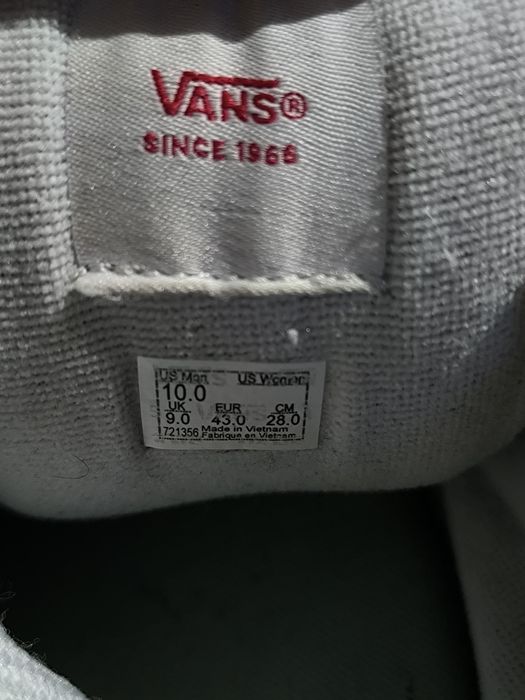 VANS®
SINCE 1966
US Man US Women
10.0
UK EUR CM
9.0 43.0 28.0
721356 Made in Vietnam
Fabriqué en Vietnam